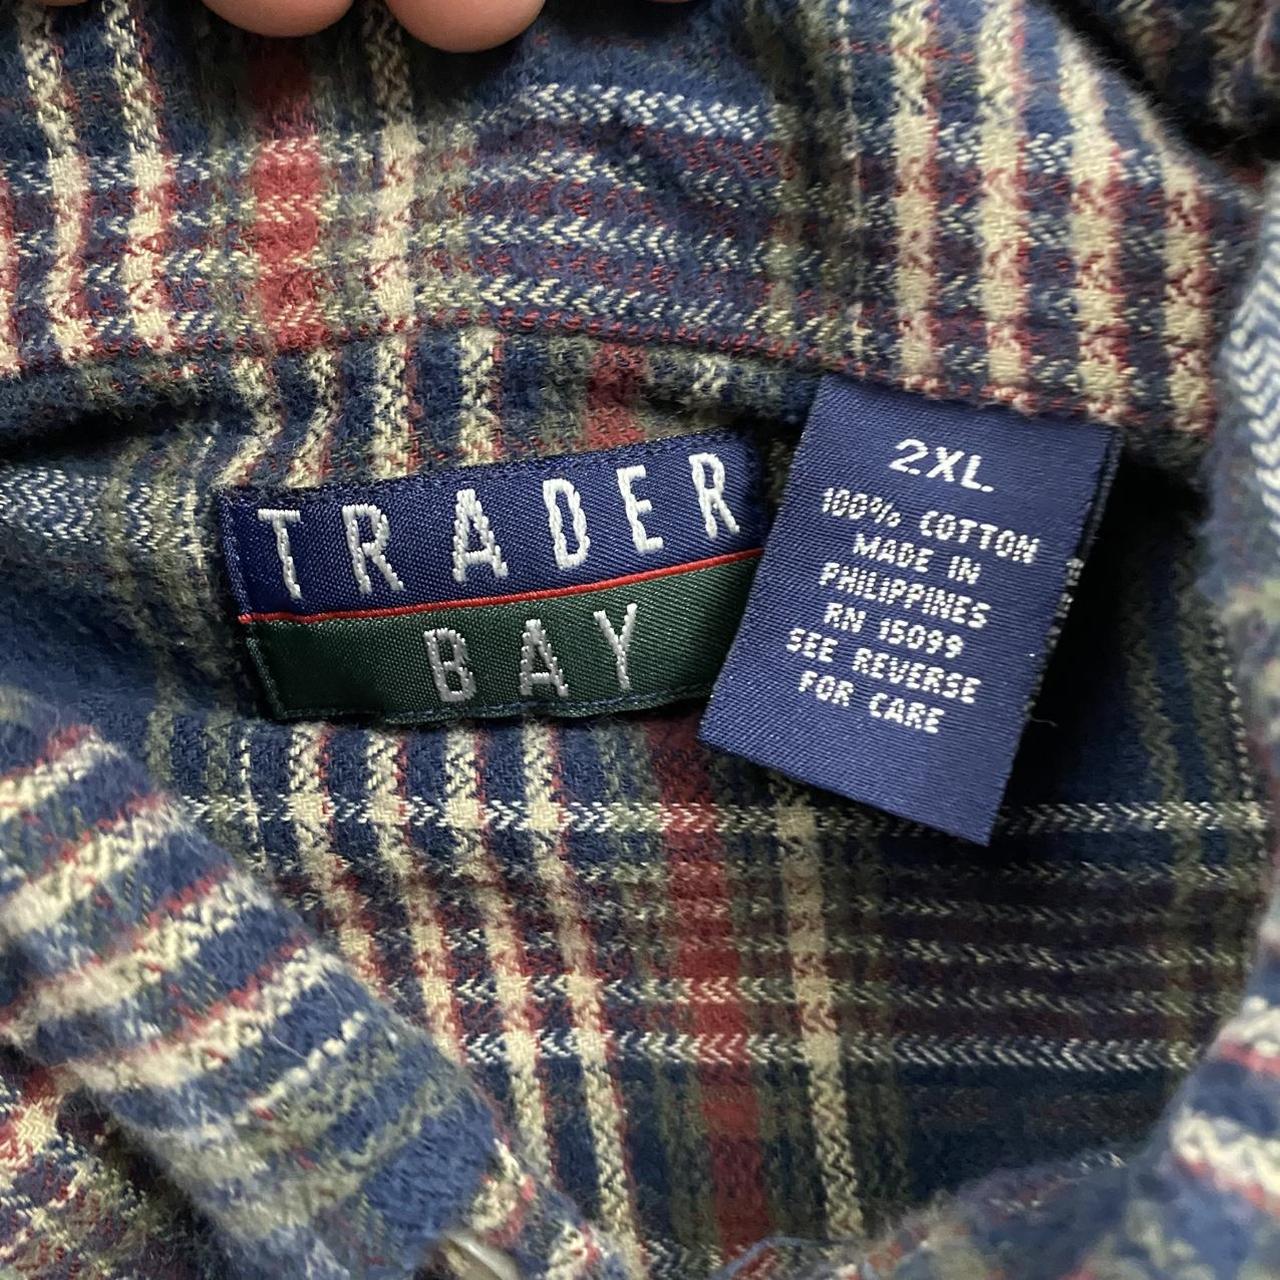 TRADER
BAY
2XL.
100% COTTON
MADE IN
PHILIPPINES
RN 15099
SEE REVERSE
FOR CARE